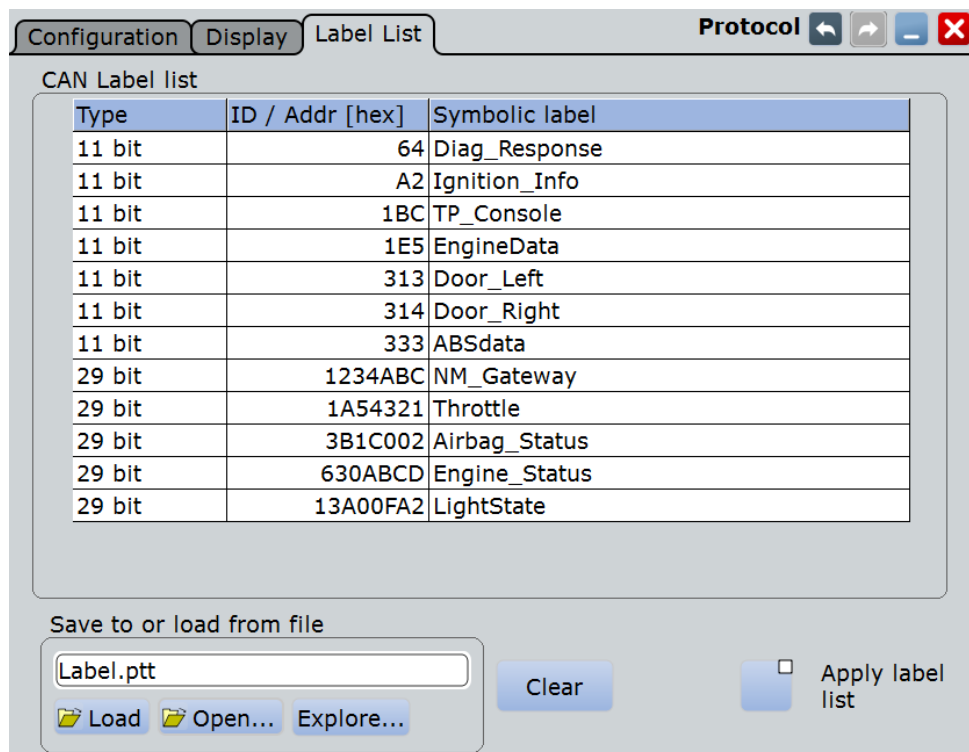 Configuration Display Label List Protocol
CAN Label list
Type ID / Addr [hex] Symbolic label
11 bit 64 Diag_Response
11 bit A2 Ignition_Info
11 bit 1BC TP_Console
11 bit 1E5 EngineData
11 bit 313 Door_Left
11 bit 314 Door_Right
11 bit 333 ABSdata
29 bit 1234ABC NM_Gateway
29 bit 1A54321 Throttle
29 bit 3B1C002 Airbag_Status
29 bit 630ABCD Engine_Status
29 bit 13A00FA2 LightState
Save to or load from file
Label.ptt
Load Open... Explore...
Clear
Apply label
list